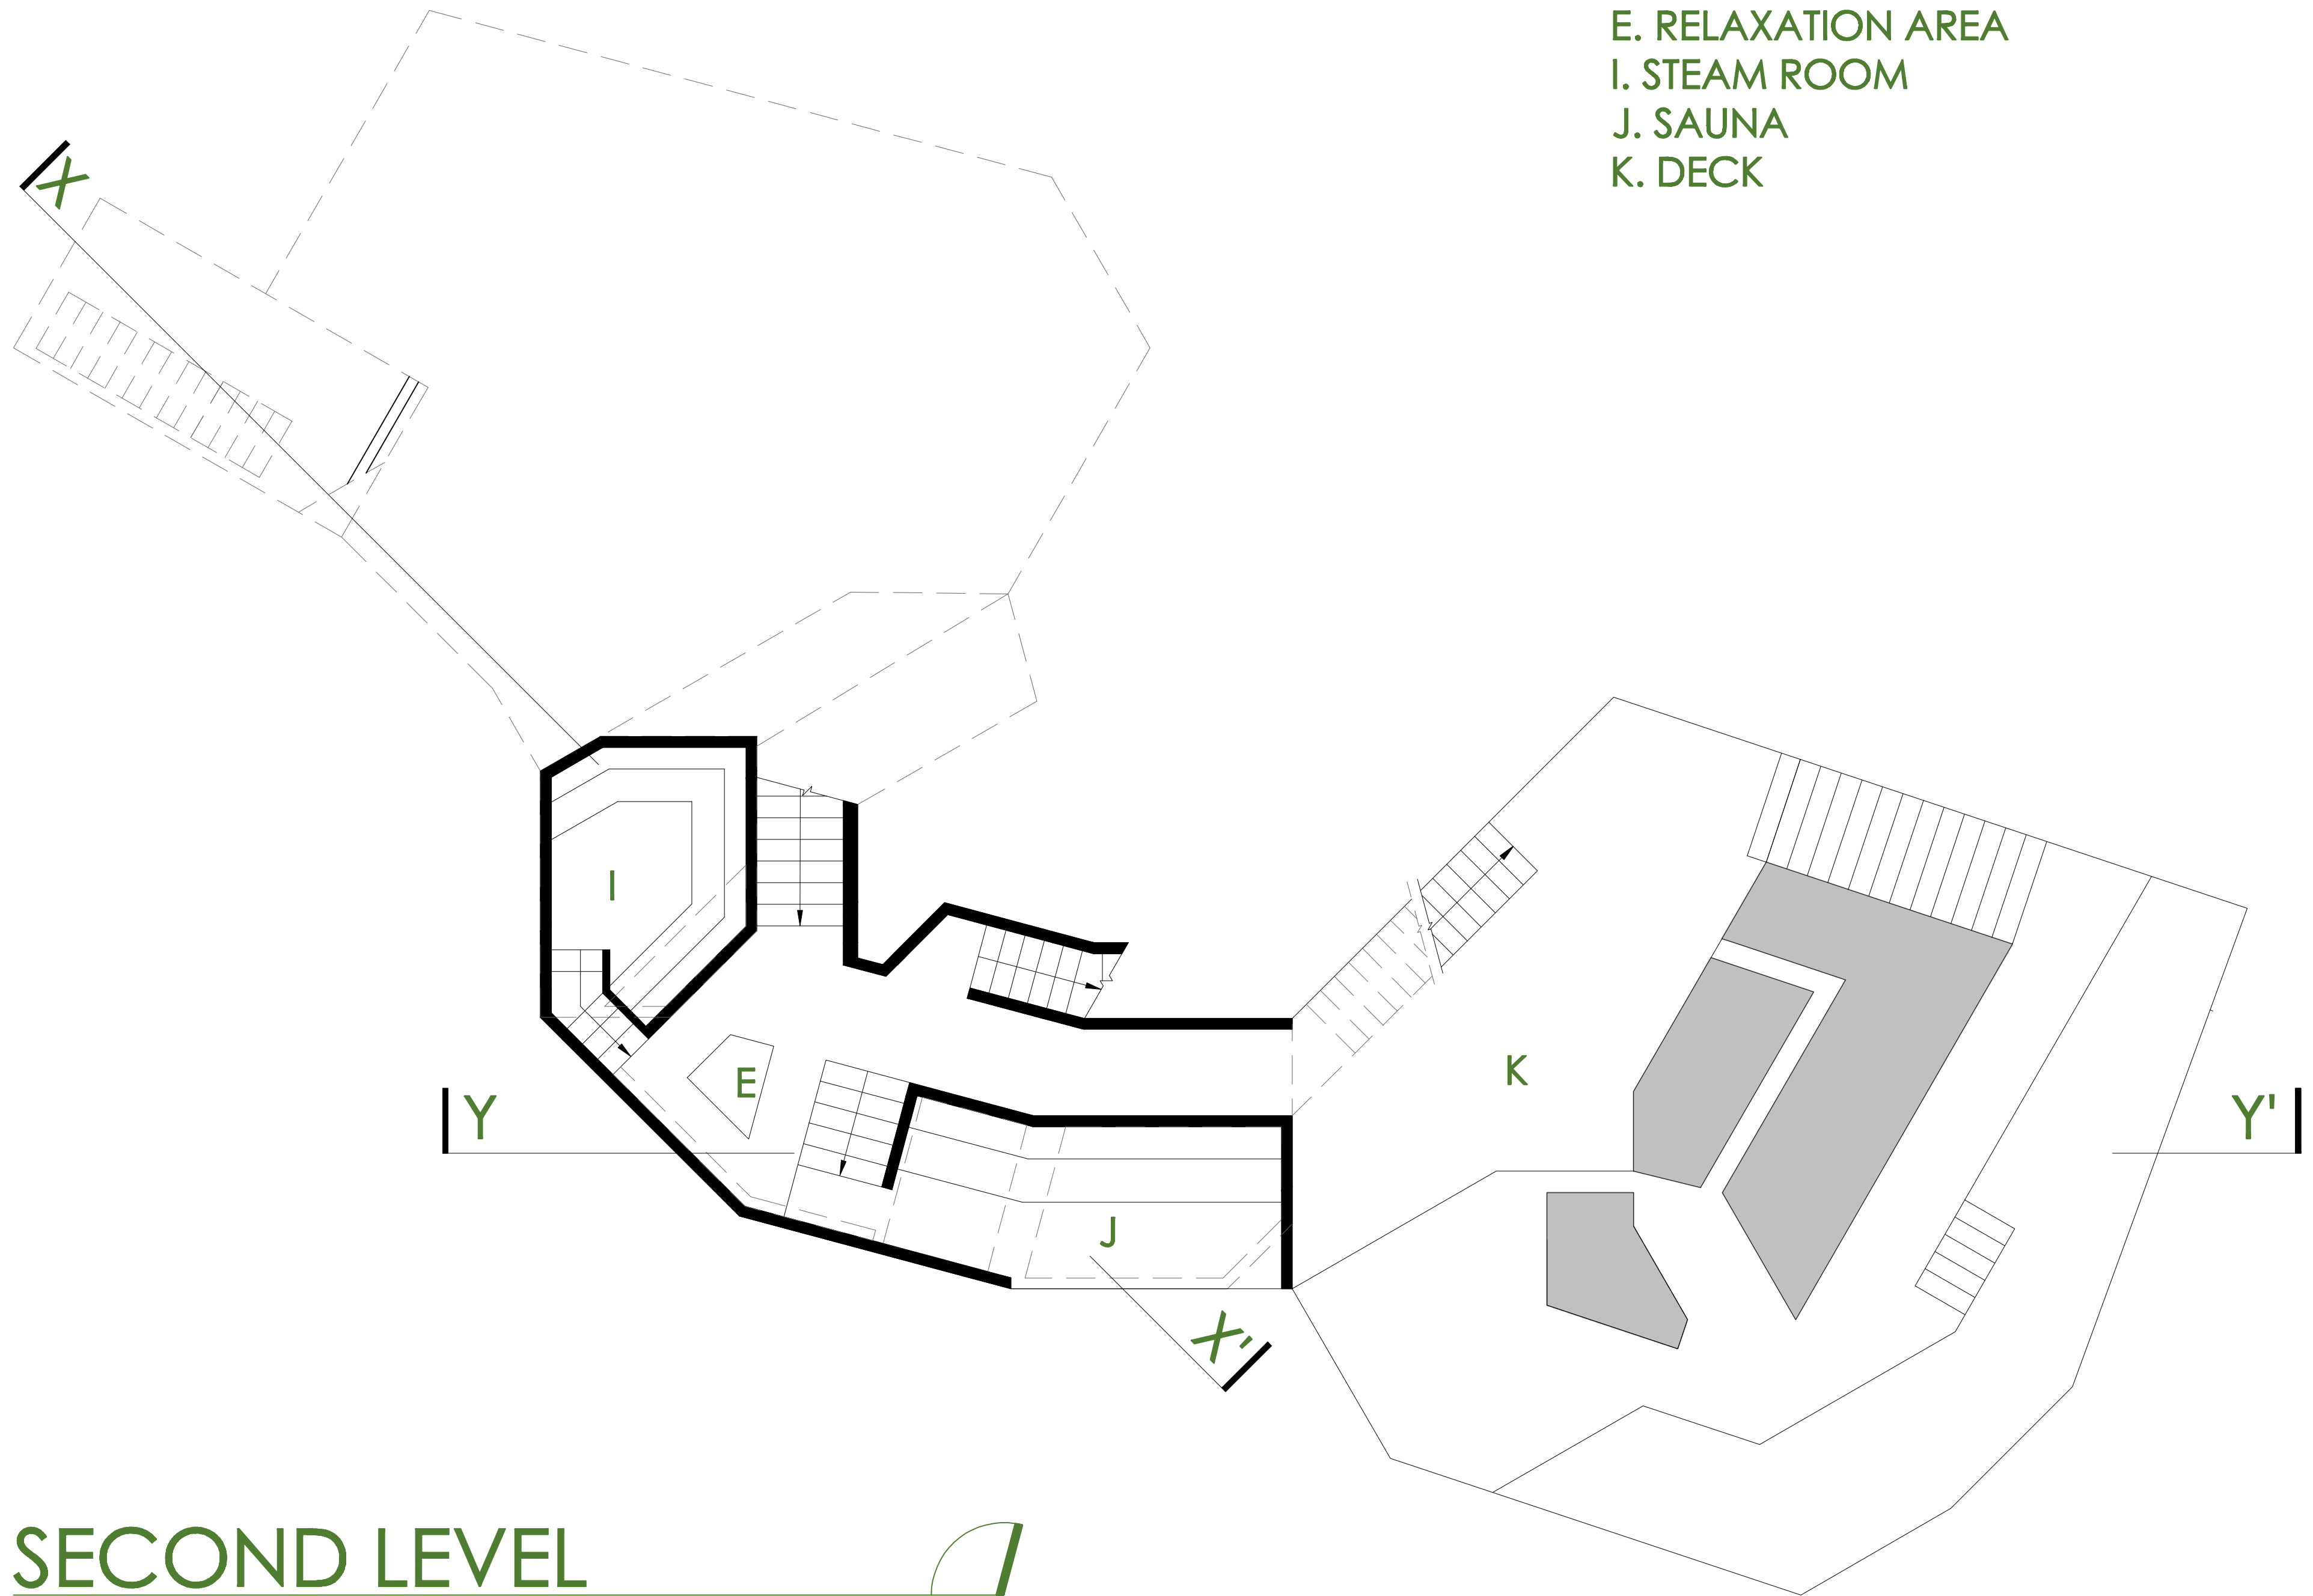 E. RELAXATION AREA
I. STEAM ROOM
J. SAUNA
K. DECK
X
I
E
K
Y
Y'
J
X'
SECOND LEVEL